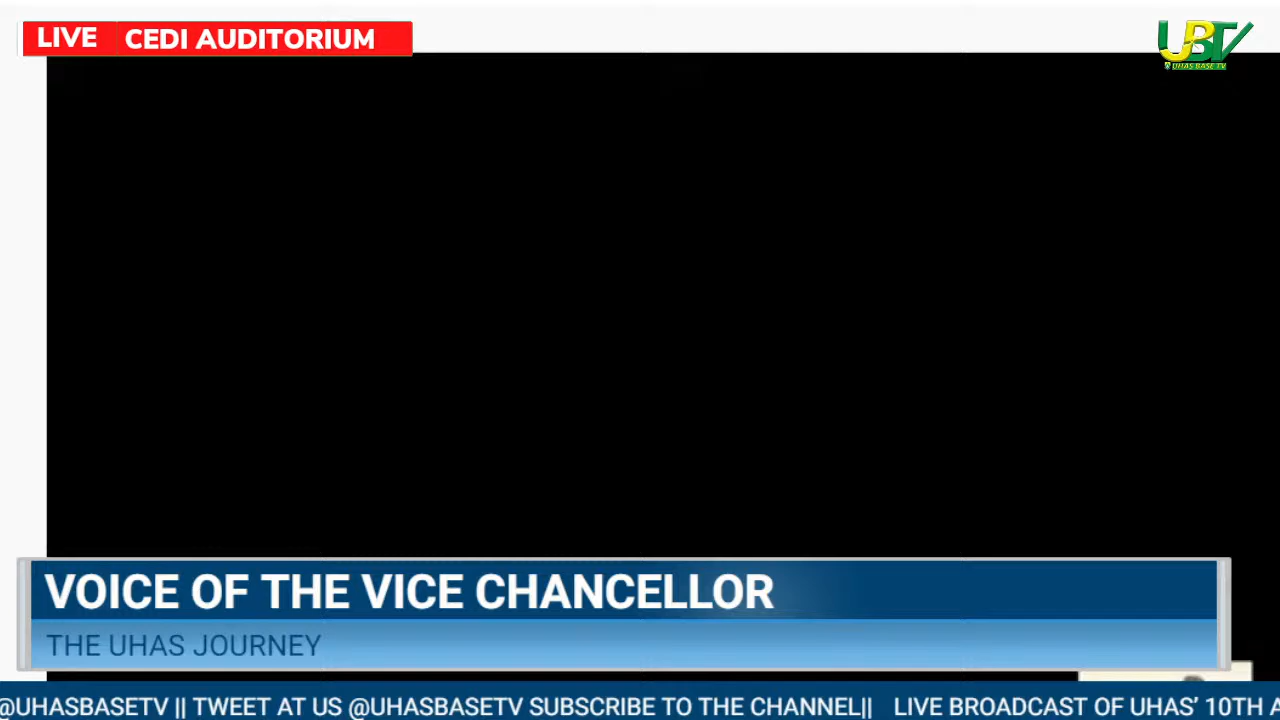 LIVE CEDI AUDITORIUM
UBTV
UHAS BASE TV
VOICE OF THE VICE CHANCELLOR
THE UHAS JOURNEY
@UHASBASETV || TWEET AT US @UHASBASETV SUBSCRIBE TO THE CHANNEL|| LIVE BROADCAST OF UHAS’ 10TH A